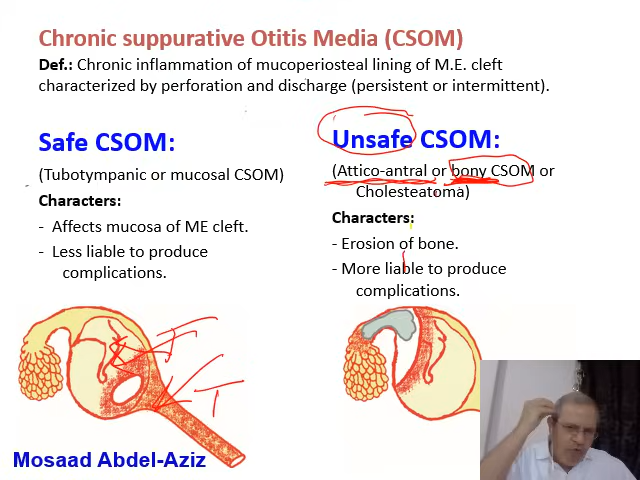 Chronic suppurative Otitis Media (CSOM)
Def.: Chronic inflammation of mucoperiosteal lining of M.E. cleft
characterized by perforation and discharge (persistent or intermittent).
Safe CSOM:
(Tubotympanic or mucosal CSOM)
Characters:
- Affects mucosa of ME cleft.
- Less liable to produce
complications.
Unsafe CSOM:
(Attico-antral or bony CSOM or
Cholesteatoma)
Characters:
- Erosion of bone.
- More liable to produce
complications.
Mosaad Abdel-Aziz